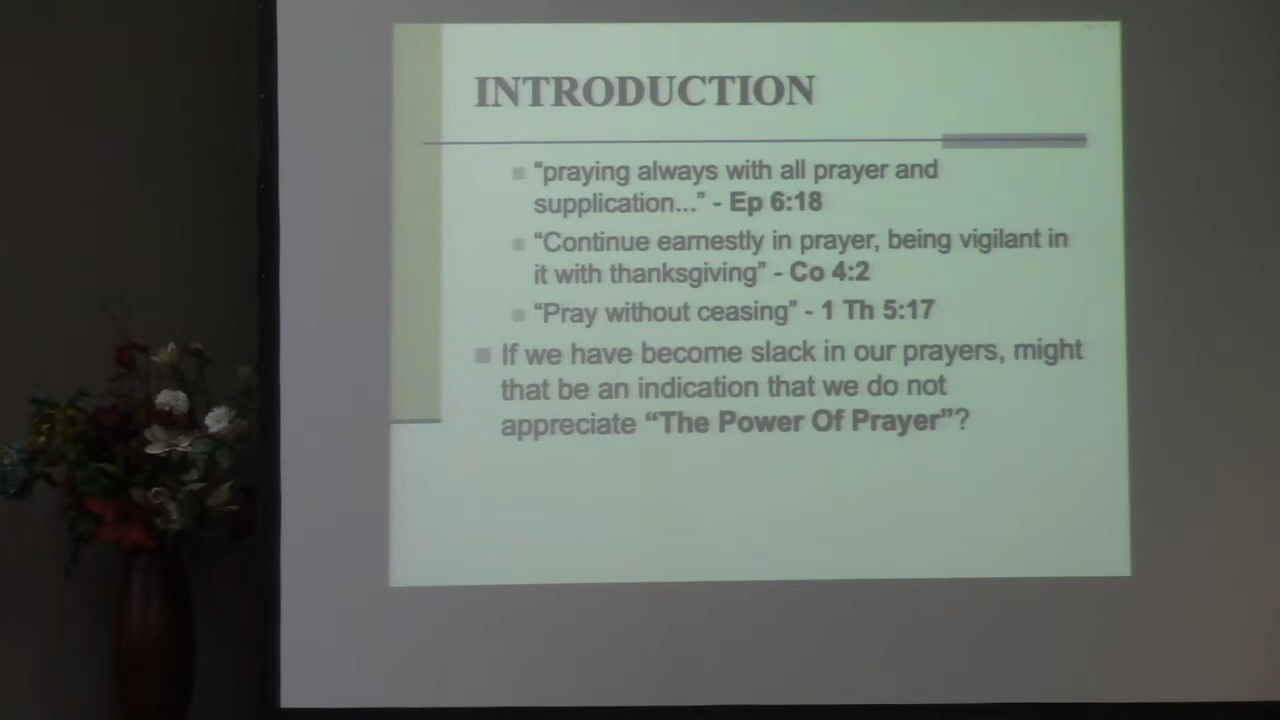 INTRODUCTION
“praying always with all prayer and
supplication...” - Ep 6:18
“Continue earnestly in prayer, being vigilant in
it with thanksgiving” - Co 4:2
“Pray without ceasing” - 1 Th 5:17
If we have become slack in our prayers, might
that be an indication that we do not
appreciate “The Power Of Prayer”?